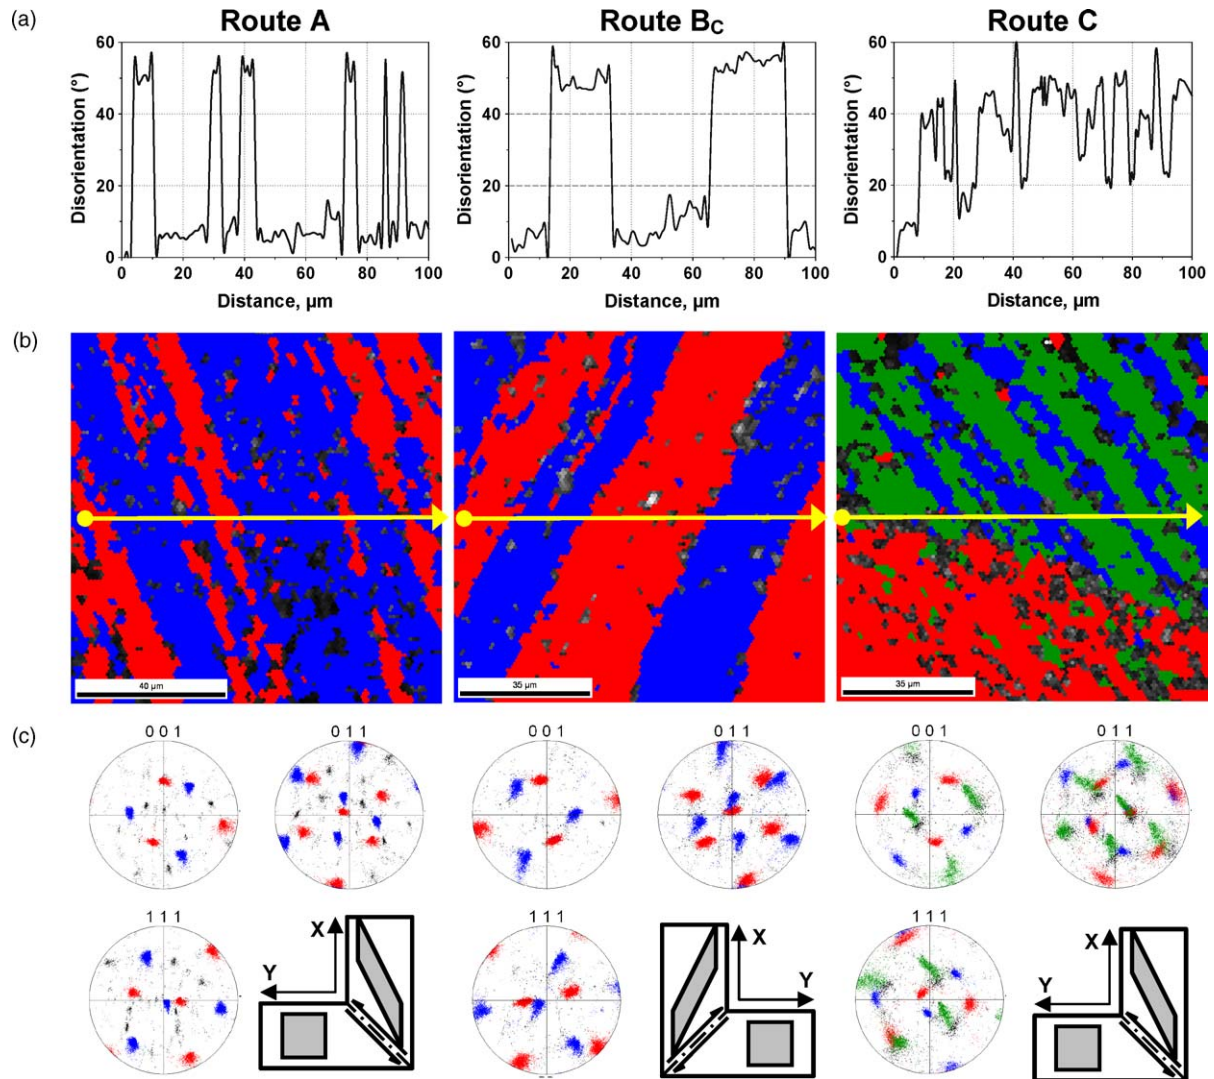 (a)
Route A
Route B_C
Route C
Disorientation (°)
60
40
20
0
0 20 40 60 80 100
Distance, µm
Disorientation (°)
60
40
20
0
0 20 40 60 80 100
Distance, µm
Disorientation (°)
60
40
20
0
0 20 40 60 80 100
Distance, µm
(b)
40 µm
35 µm
35 µm
(c)
0 0 1
0 1 1
0 0 1
0 1 1
0 0 1
0 1 1
1 1 1
X
Y
1 1 1
X
Y
1 1 1
X
Y